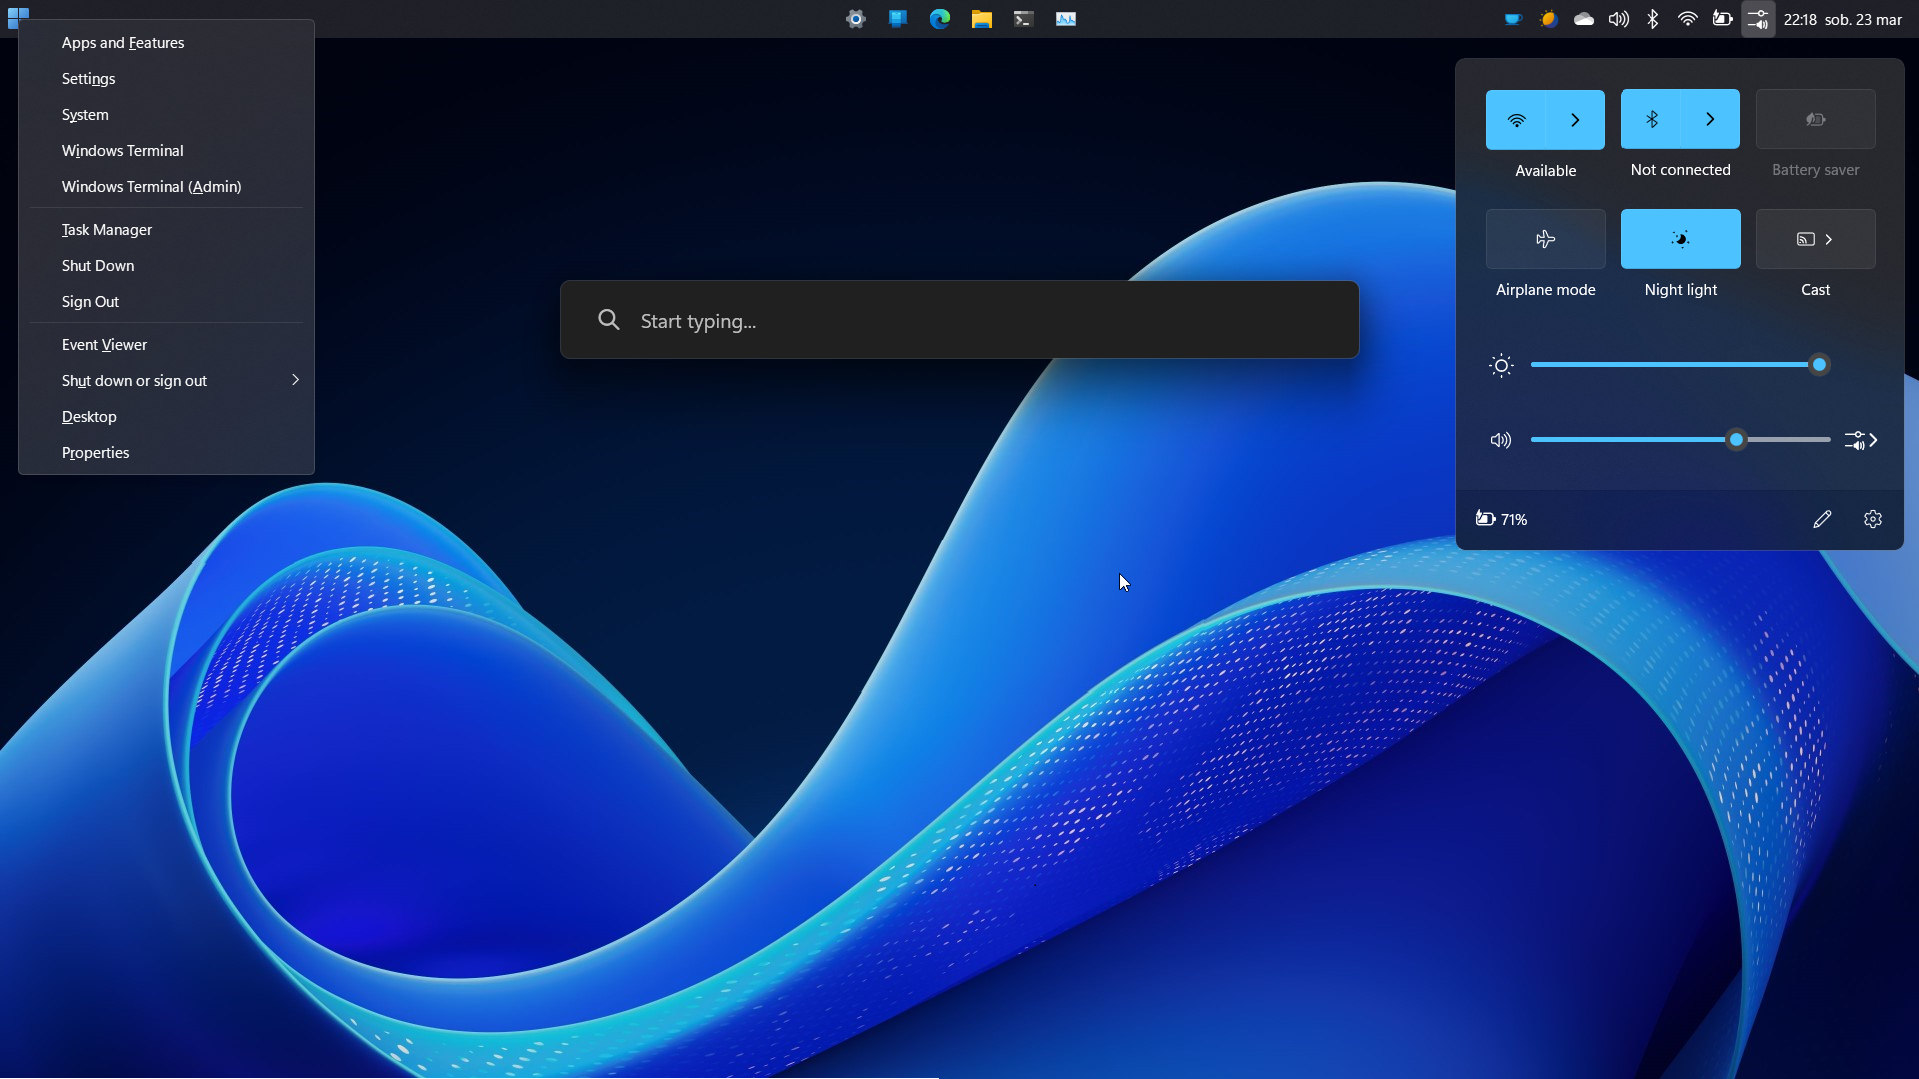 22:18 sob. 23 mar
Apps and Features
Settings
System
Windows Terminal
Windows Terminal (Admin)
Task Manager
Shut Down
Sign Out
Event Viewer
Shut down or sign out
Desktop
Properties
Start typing...
Available
Not connected
Battery saver
Airplane mode
Night light
Cast
71%